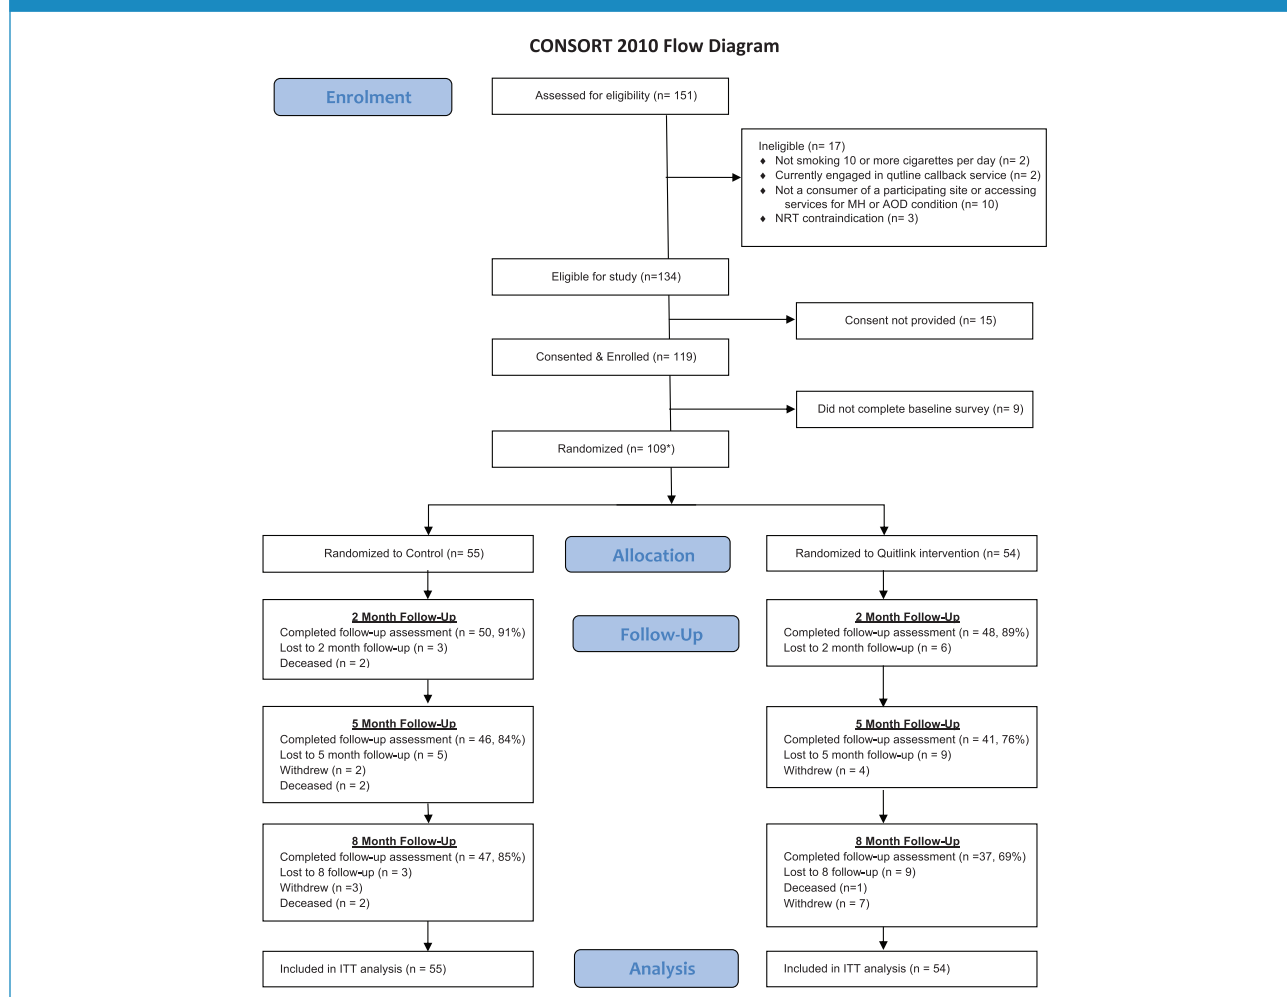 CONSORT 2010 Flow Diagram
Enrolment
Assessed for eligibility (n= 151)
Ineligible (n= 17)
♦ Not smoking 10 or more cigarettes per day (n= 2)
♦ Currently engaged in qutline callback service (n= 2)
♦ Not a consumer of a participating site or accessing
services for MH or AOD condition (n= 10)
♦ NRT contraindication (n= 3)
Eligible for study (n=134)
Consent not provided (n= 15)
Consented & Enrolled (n= 119)
Did not complete baseline survey (n= 9)
Randomized (n= 109*)
Randomized to Control (n= 55)
Allocation
Randomized to Quitlink intervention (n= 54)
2 Month Follow-Up
Completed follow-up assessment (n = 50, 91%)
Lost to 2 month follow-up (n = 3)
Deceased (n = 2)
Follow-Up
2 Month Follow-Up
Completed follow-up assessment (n = 48, 89%)
Lost to 2 month follow-up (n = 6)
5 Month Follow-Up
Completed follow-up assessment (n = 46, 84%)
Lost to 5 month follow-up (n = 5)
Withdrew (n = 2)
Deceased (n = 2)
5 Month Follow-Up
Completed follow-up assessment (n = 41, 76%)
Lost to 5 month follow-up (n = 9)
Withdrew (n = 4)
8 Month Follow-Up
Completed follow-up assessment (n = 47, 85%)
Lost to 8 follow-up (n = 3)
Withdrew (n =3)
Deceased (n = 2)
8 Month Follow-Up
Completed follow-up assessment (n =37, 69%)
Lost to 8 follow-up (n = 9)
Deceased (n=1)
Withdrew (n = 7)
Included in ITT analysis (n = 55)
Analysis
Included in ITT analysis (n = 54)